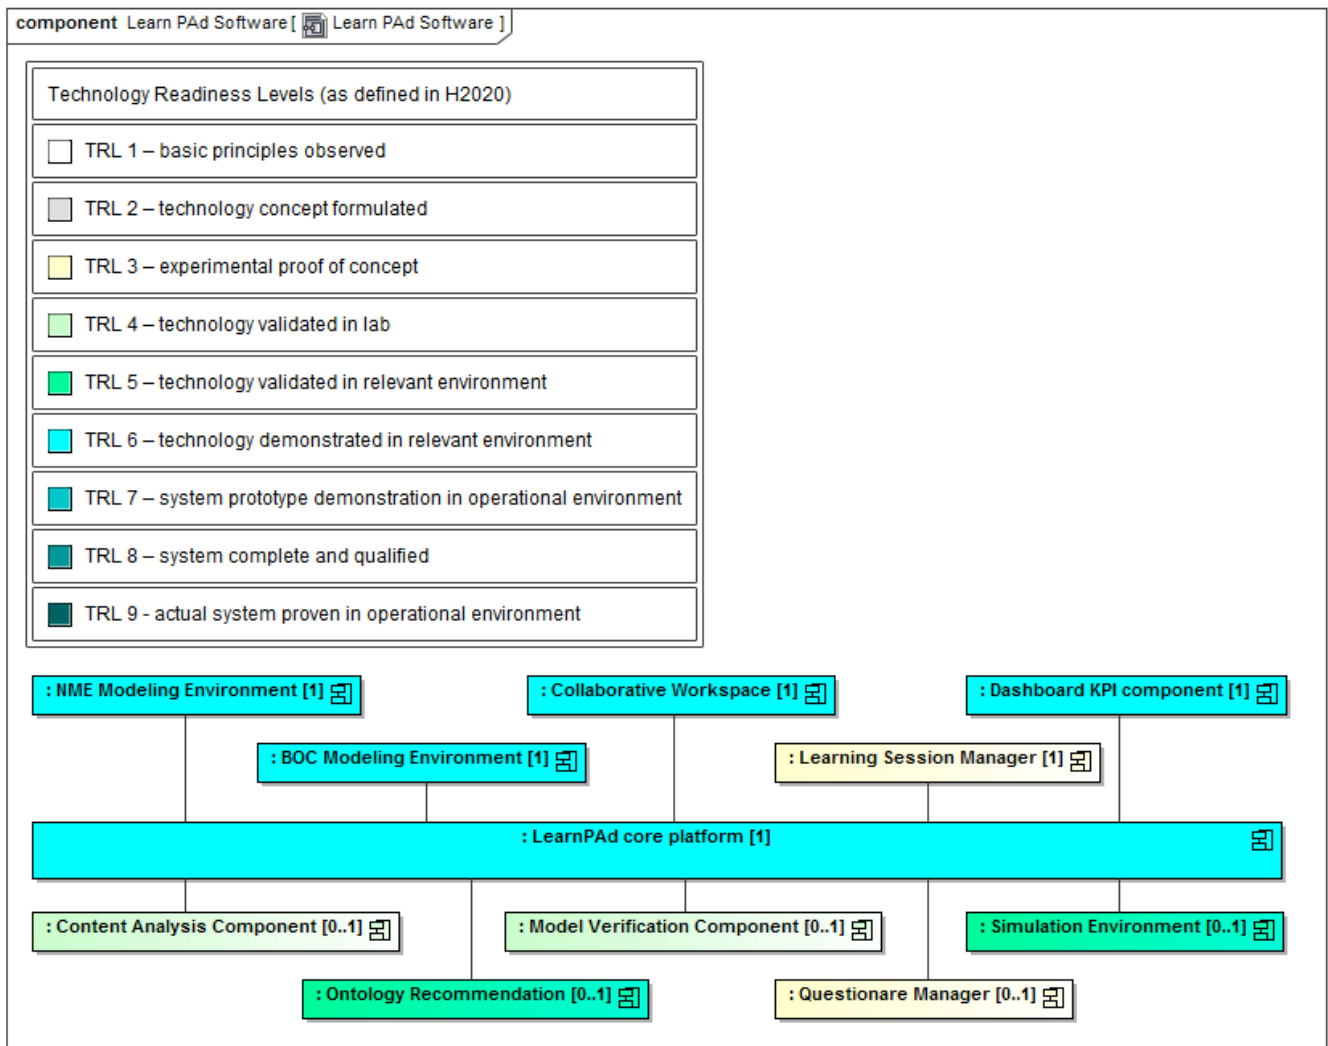 component Learn PAd Software [ Learn PAd Software ]
Technology Readiness Levels (as defined in H2020)
TRL 1 – basic principles observed
TRL 2 – technology concept formulated
TRL 3 – experimental proof of concept
TRL 4 – technology validated in lab
TRL 5 – technology validated in relevant environment
TRL 6 – technology demonstrated in relevant environment
TRL 7 – system prototype demonstration in operational environment
TRL 8 – system complete and qualified
TRL 9 - actual system proven in operational environment
: NME Modeling Environment [1]
: Collaborative Workspace [1]
: Dashboard KPI component [1]
: BOC Modeling Environment [1]
: Learning Session Manager [1]
: LearnPAd core platform [1]
: Content Analysis Component [0..1]
: Model Verification Component [0..1]
: Simulation Environment [0..1]
: Ontology Recommendation [0..1]
: Questionare Manager [0..1]